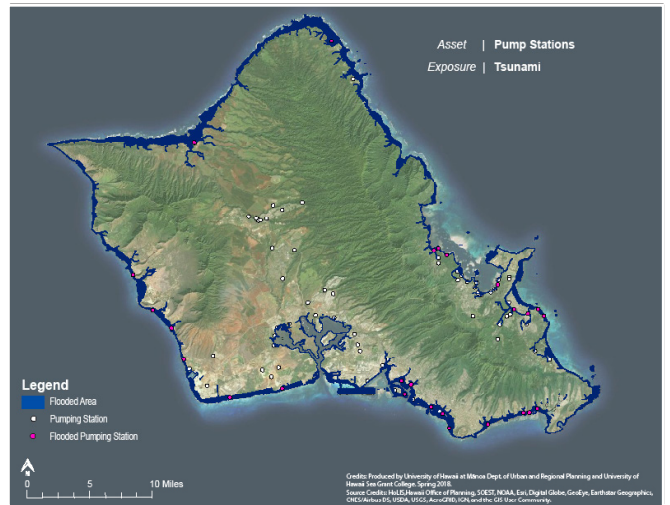 Asset | Pump Stations
Exposure | Tsunami
Legend
Flooded Area
Pumping Station
Flooded Pumping Station
N
0 5 10 Miles
Credits: Produced by University of Hawaii at Mānoa Dept. of Urban and Regional Planning and University of
Hawaii Sea Grant College. Spring 2018.
Source Credits: HoLIS,Hawaii Office of Planning, SOEST, NOAA, Esri, Digital Globe, GeoEye, Earthstar Geographics,
CNES/Airbus DS, USDA, USGS, AeroGRID, IGN, and the GIS User Community.